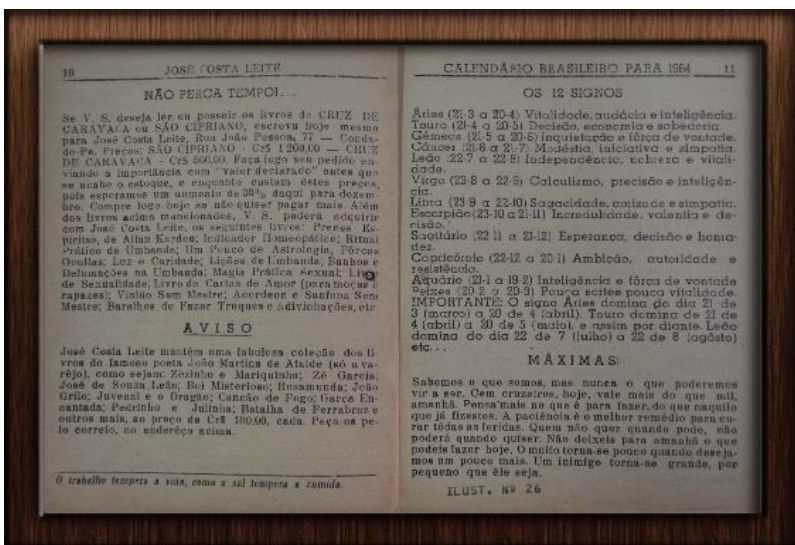 10 JOSÉ COSTA LEITE
NÃO PERCA TEMPO!...
Se V. S. deseja ler ou possuir os livros de CRUZ DE
CARAVACA ou SÃO CIPRIANO, escreva hoje mesmo
para José Costa Leite, Rua João Pessoa, 77 — Conda-
do-Pe. Preços: SÃO CIPRIANO - Cr$ 1 200,00 — CRUZ
DE CARAVACA - Cr$ 800,00. Faça logo seu pedido en-
viando a importância com "valor declarado" antes que
se acabe o estoque, e enquanto custam êstes preços,
pois esperamos um aumento de 30%, daqui para dezem-
bro. Compre logo hoje se não quiser pagar mais. Além
dos livros acima mencionados, V. S. poderá adquirir
com José Costa Leite, os seguintes livros: Preces Es-
píritas, de Allan Kardec; Indicador Homeopático; Ritual
Prático de Umbanda; Um Pouco de Astrologia, Fôrças
Ocultas; Luz e Caridade; Lições de Umbanda; Banhos e
Defumações na Umbanda; Magia Prática Sexual; Livro
de Sexualidade; Livro de Cartas de Amor (para moças e
rapazes); Violão Sem Mestre; Acordeon e Sanfona Sem
Mestre; Baralhos de Fazer Truques e Adivinhações, etc
AVISO
José Costa Leite mantém uma fabulosa coleção dos li-
vros do famoso poeta João Martins de Ataíde (só a va-
rêjo), como sejam: Zézinho e Mariquinha; Zé Garcia;
José de Souza Leão; Boi Misterioso; Rosamunda; João
Grilo; Juvenal e o Dragão; Cancão de Fogo; Garça En-
cantada; Pedrinho e Julinha; Batalha de Ferrabraz e
outros mais, ao preço de Cr$ 100,00, cada. Peça os pe-
lo correio, no enderêço acima.
O trabalho tempera a vida, como o sal tempera a comida.
CALENDÁRIO BRASILEIRO PARA 1964 11
OS 12 SIGNOS
Áries (21-3 a 20-4) Vitalidade, audácia e inteligência.
Touro (21-4 a 20-5) Decisão, economia e sabedoria.
Gêmeos (21-5 a 20-6) Inquietação e fôrça de vontade.
Câncer (21-6 a 21-7) Modéstia, iniciativa e simpatia.
Leão (22-7 a 22-8) Independência, nobreza e vitali-
dade.
Virgo (23-8 a 22-9) Calculismo, precisão e inteligên-
cia.
Libra (23 9 a 22-10) Sagacidade, amizade e simpatia.
Escorpião (23-10 a 21-11) Incredulidade, valentia e de-
cisão.
Sagitário (22 11 a 21-12) Esperança, decisão e honra-
dez.
Capricórnio (22-12 a 20 1) Ambição, autoridade e
resistência.
Aquário (21-1 a 19-2) Inteligência e fôrça de vontade
Peixes (20-2 a 20-3) Pouca sorte e pouca vitalidade.
IMPORTANTE: O signo Áries domina do dia 21 de
3 (março) a 20 de 4 (abril). Touro domina de 21 de
4 (abril) a 20 de 5 (maio), e assim por diante. Leão
domina do dia 22 de 7 (julho) a 22 de 8 (agôsto)
etc...
MÁXIMAS
Sabemos o que somos, mas nunca o que poderemos
vir a ser. Cem cruzeiros, hoje, vale mais do que mil,
amanhã. Pensa mais no que é para fazer, do que naquilo
que já fizestes. A paciência é o melhor remédio para cu-
rar tôdas as feridas. Quem não quer quando pode, não
poderá quando quiser. Não deixeis para amanhã o que
podeis fazer hoje. O muito torna-se pouco quando deseja-
mos um pouco mais. Um inimigo torna-se grande, por
pequeno que êle seja.
ILUST. Nº 26